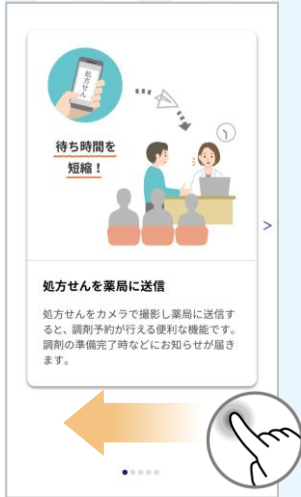 処方せん
待ち時間を
短縮！
処方せんを薬局に送信
処方せんをカメラで撮影し薬局に送信す
ると、調剤予約が行える便利な機能です。
調剤の準備完了時などにお知らせが届き
ます。